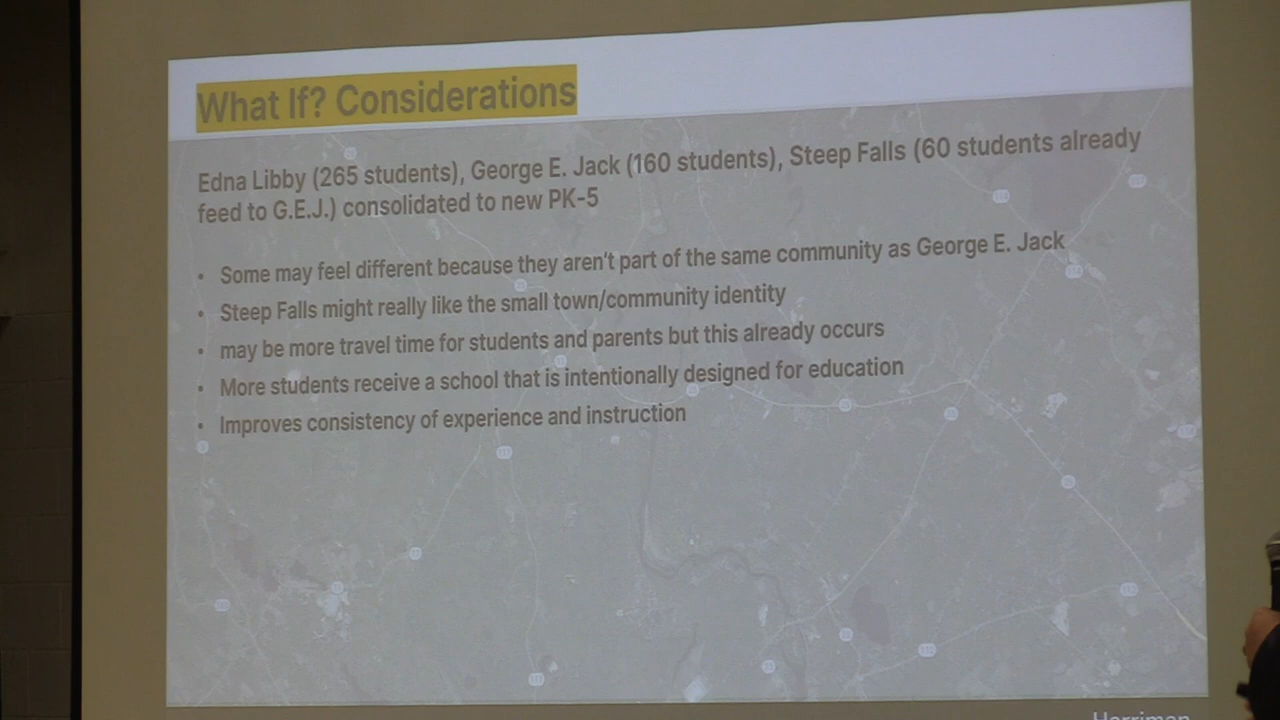 What If? Considerations
Edna Libby (265 students), George E. Jack (160 students), Steep Falls (60 students already
feed to G.E.J.) consolidated to new PK-5
• Some may feel different because they aren't part of the same community as George E. Jack
• Steep Falls might really like the small town/community identity
• may be more travel time for students and parents but this already occurs
• More students receive a school that is intentionally designed for education
• Improves consistency of experience and instruction
Harriman